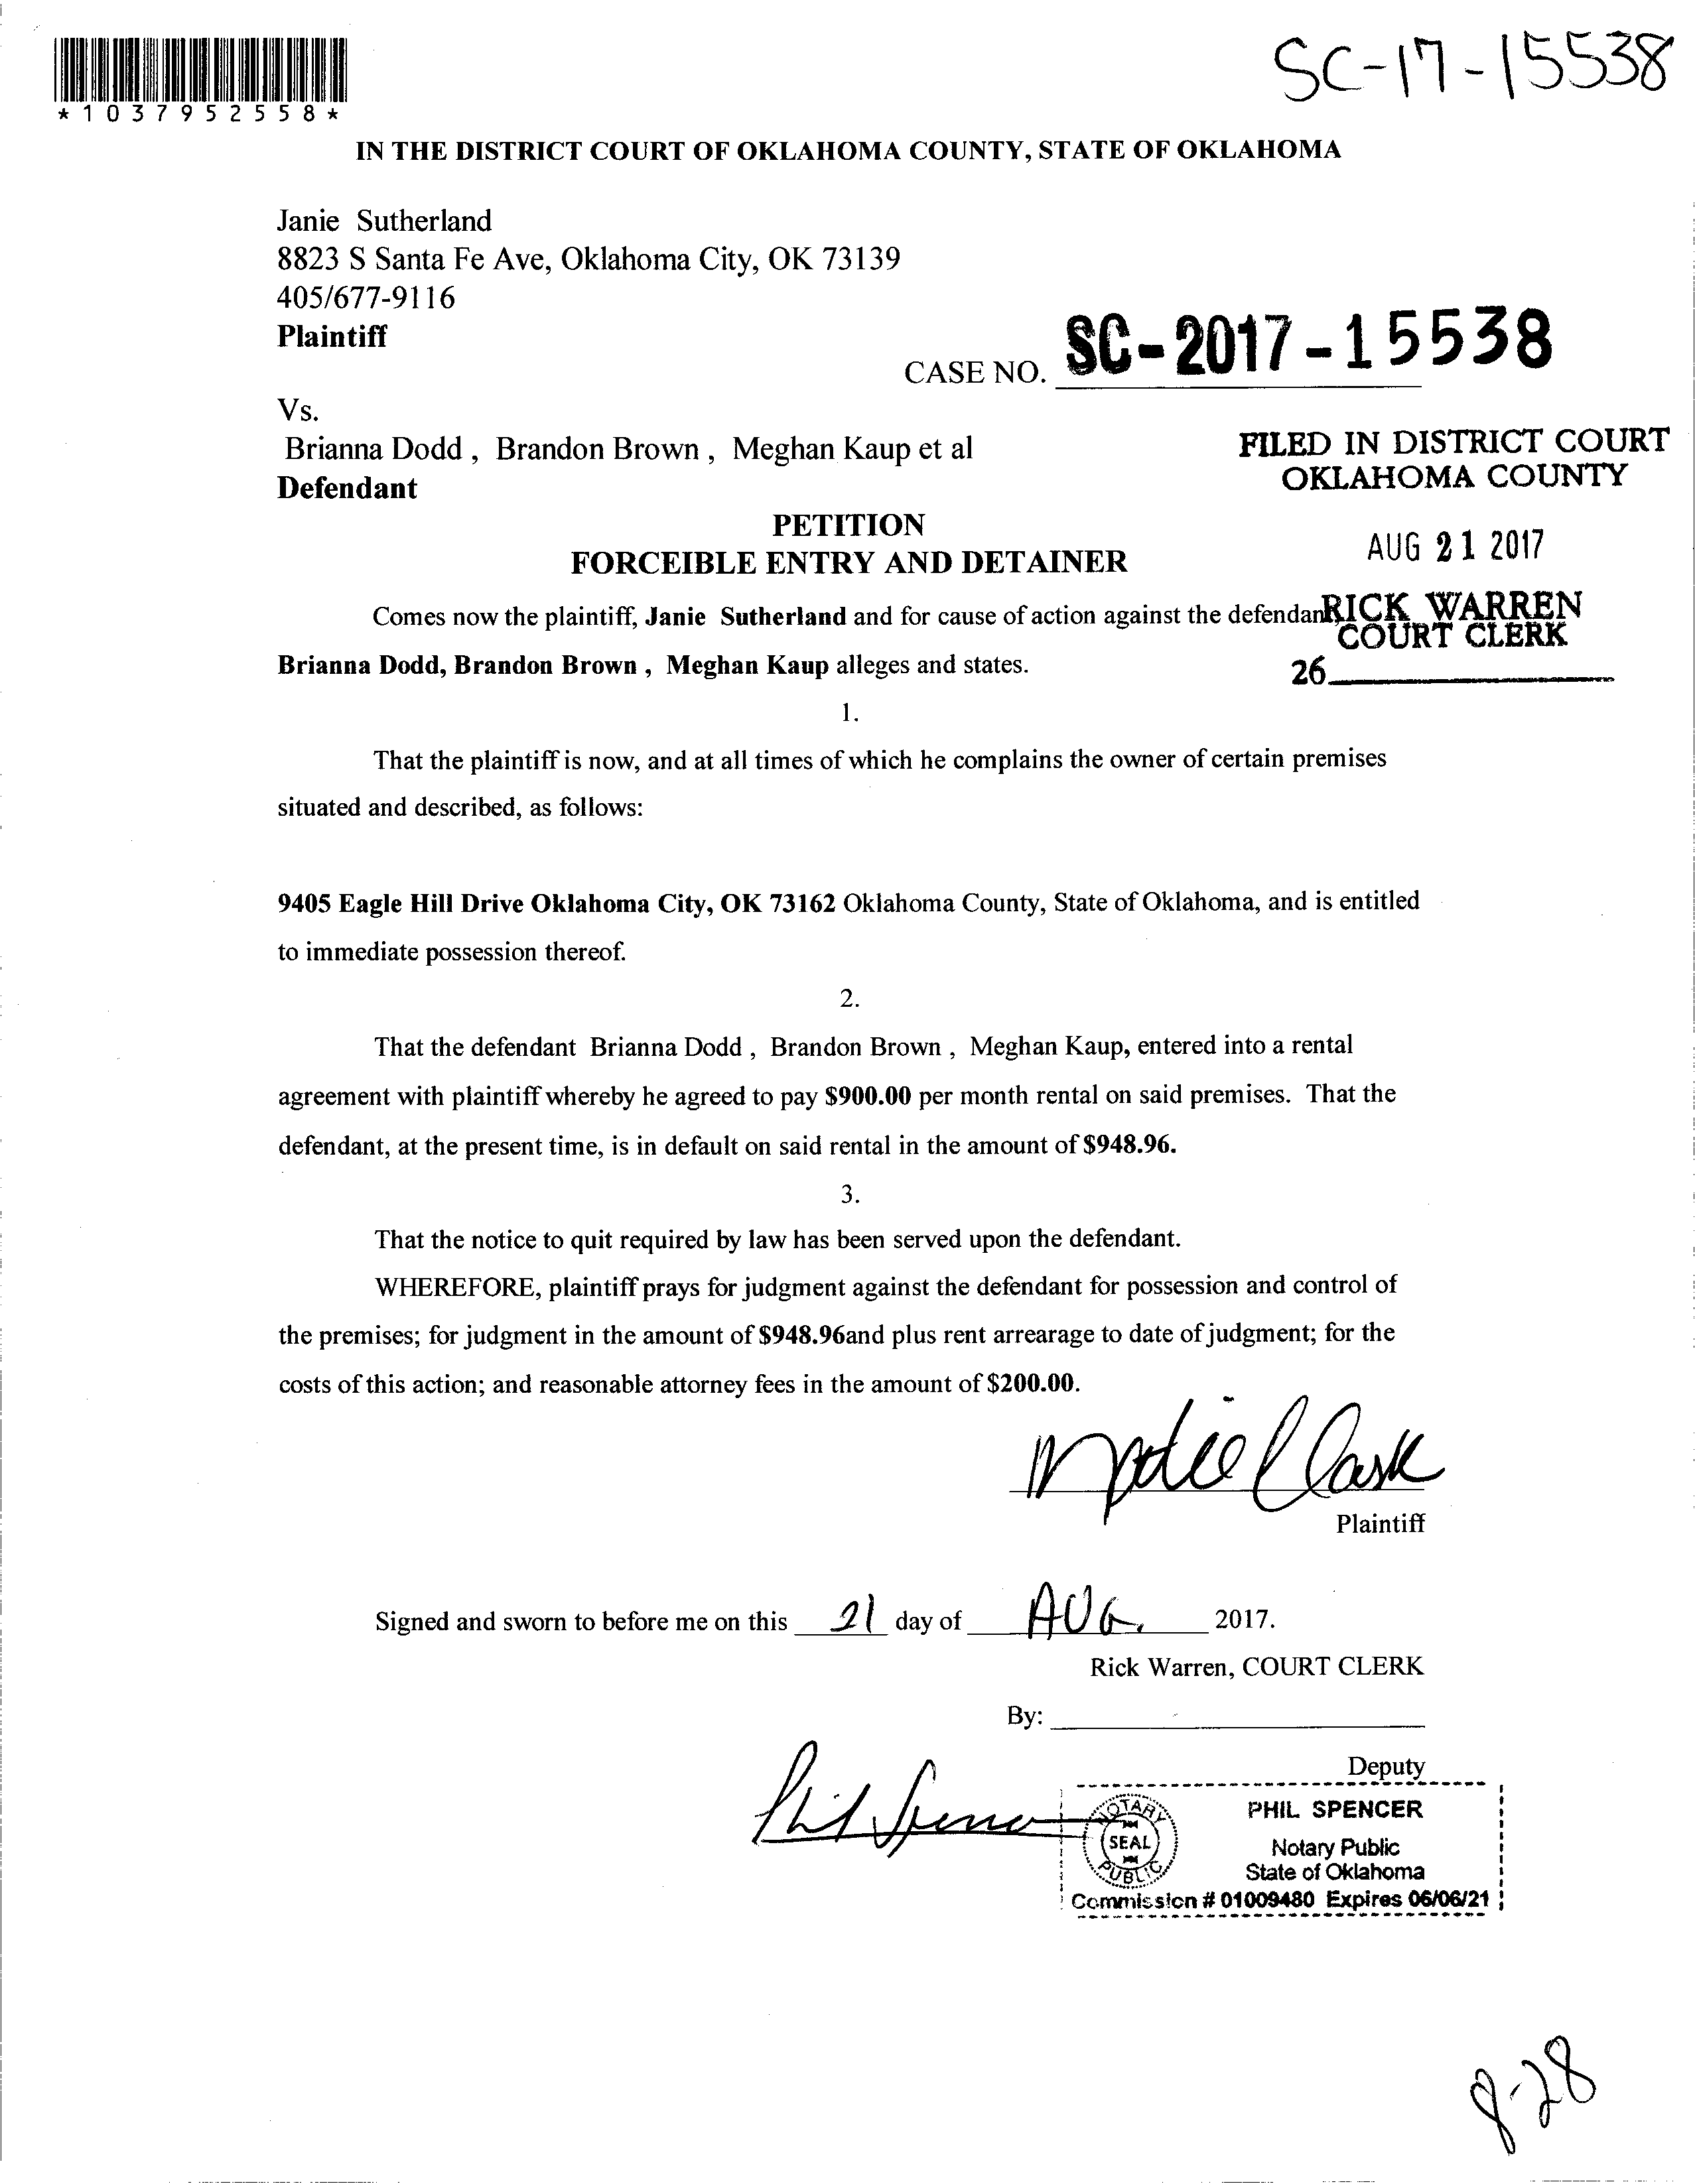 SC-17-15538
*1037952558*
IN THE DISTRICT COURT OF OKLAHOMA COUNTY, STATE OF OKLAHOMA
Janie Sutherland
8823 S Santa Fe Ave, Oklahoma City, OK 73139
405/677-9116
Plaintiff
CASE NO. SC-2017-15538
Vs.
Brianna Dodd , Brandon Brown , Meghan Kaup et al
Defendant
FILED IN DISTRICT COURT
OKLAHOMA COUNTY
AUG 21 2017
RICK WARREN
COURT CLERK
26
PETITION
FORCEIBLE ENTRY AND DETAINER
Comes now the plaintiff, Janie Sutherland and for cause of action against the defendan
Brianna Dodd, Brandon Brown , Meghan Kaup alleges and states.
1.
That the plaintiff is now, and at all times of which he complains the owner of certain premises
situated and described, as follows:
9405 Eagle Hill Drive Oklahoma City, OK 73162 Oklahoma County, State of Oklahoma, and is entitled
to immediate possession thereof.
2.
That the defendant Brianna Dodd , Brandon Brown , Meghan Kaup, entered into a rental
agreement with plaintiff whereby he agreed to pay $900.00 per month rental on said premises. That the
defendant, at the present time, is in default on said rental in the amount of $948.96.
3.
That the notice to quit required by law has been served upon the defendant.
WHEREFORE, plaintiff prays for judgment against the defendant for possession and control of
the premises; for judgment in the amount of $948.96and plus rent arrearage to date of judgment; for the
costs of this action; and reasonable attorney fees in the amount of $200.00.
Plaintiff
Signed and sworn to before me on this 21 day of AUG. 2017.
Rick Warren, COURT CLERK
By:
Deputy
Phil Spencer
NOTARY
SEAL
PUBLIC
PHIL SPENCER
Notary Public
State of Oklahoma
Commission # 01009480 Expires 06/06/21
8-28